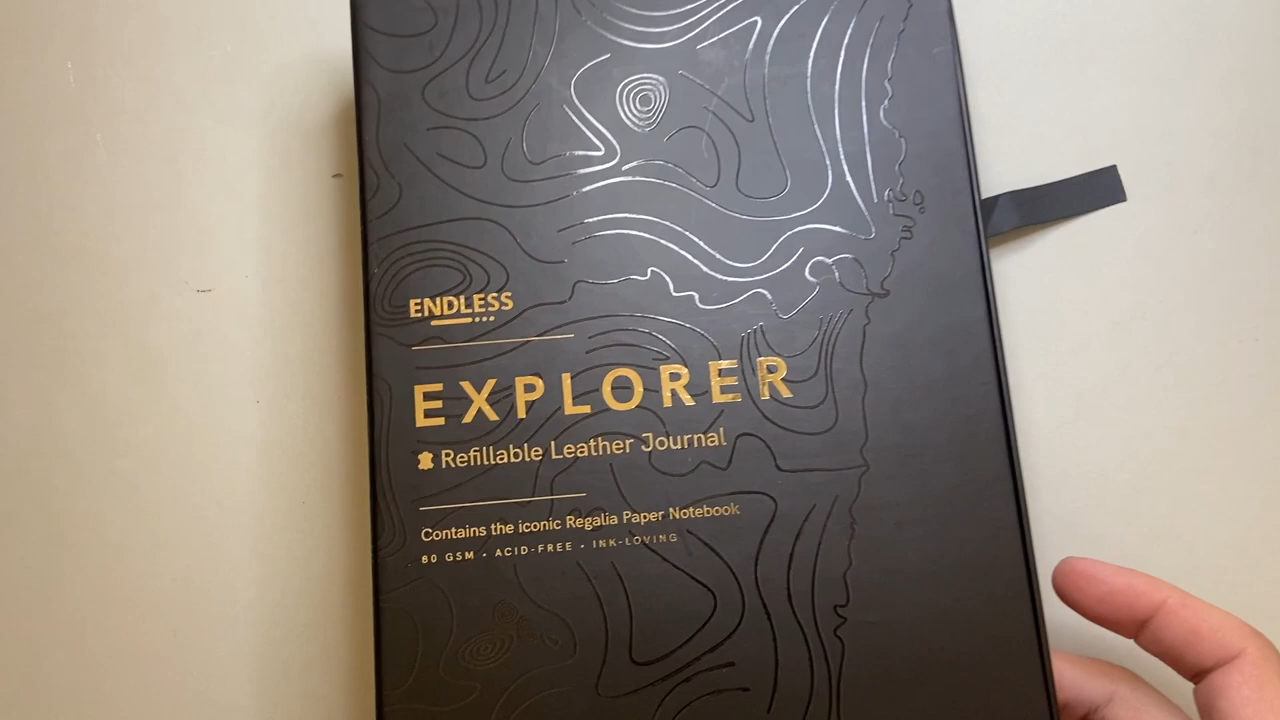 ENDLESS
EXPLORER
Refillable Leather Journal
Contains the iconic Regalia Paper Notebook
80 GSM • ACID-FREE • INK-LOVING